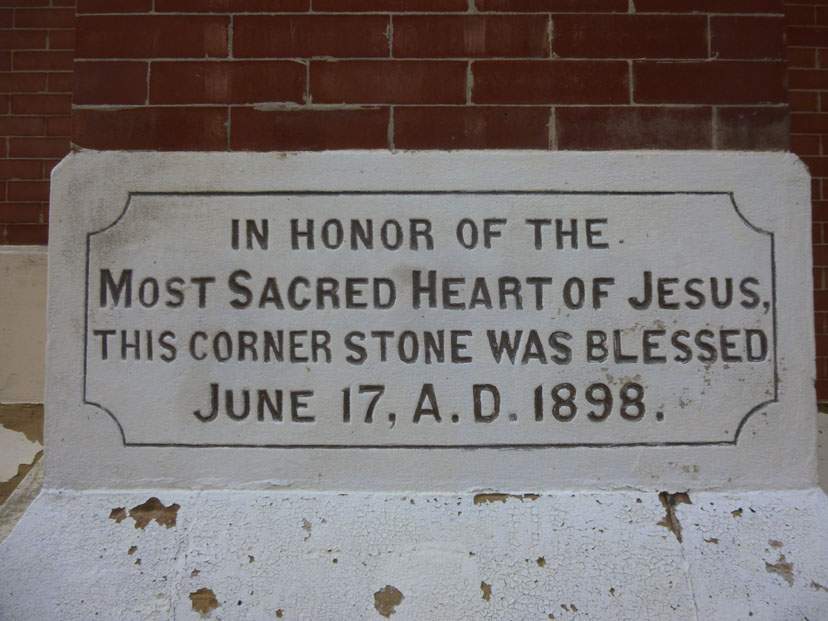 IN HONOR OF THE
MOST SACRED HEART OF JESUS,
THIS CORNER STONE WAS BLESSED
JUNE 17, A.D. 1898.